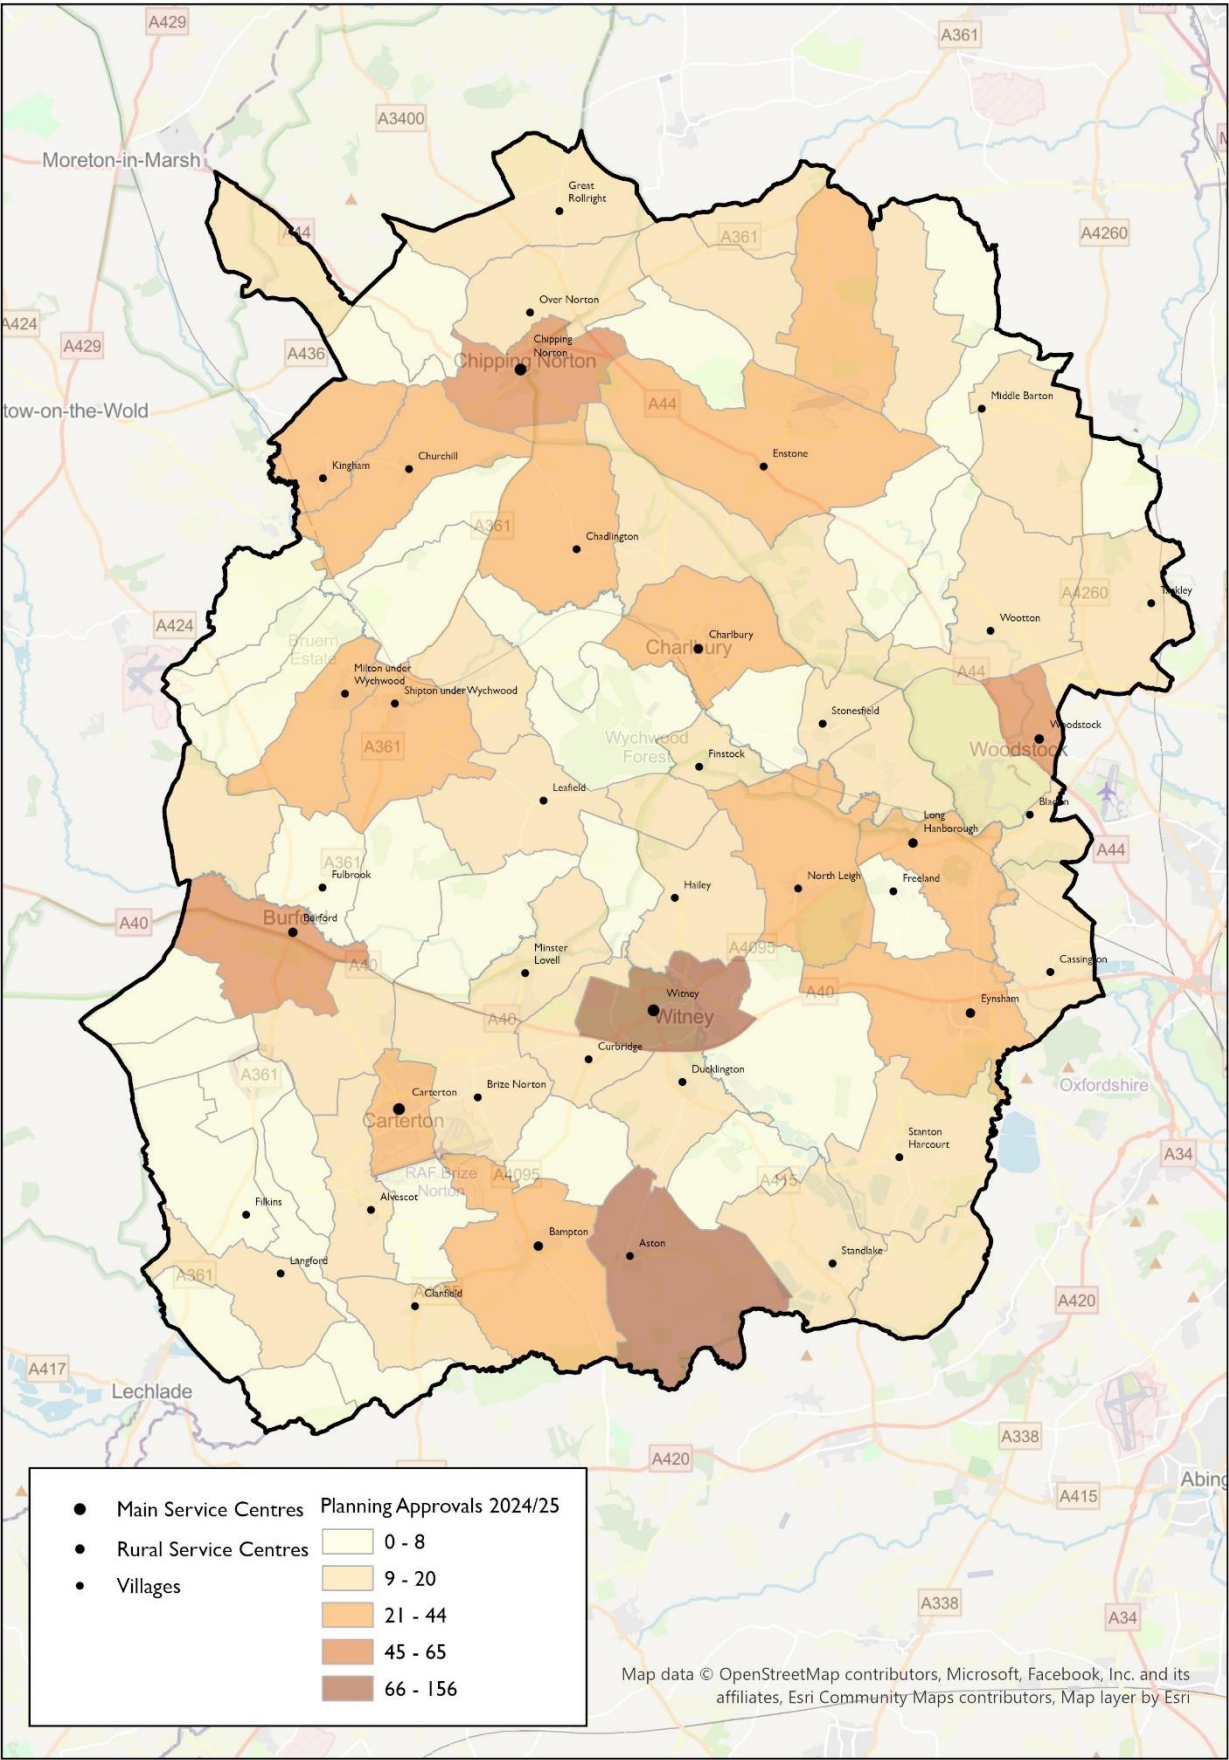 A429
A361
A3400
Moreton-in-Marsh
Great
Rollright
A44
A361
A4260
Over Norton
A424
A429
A436
Chipping
Norton
Chipping Norton
Middle Barton
A44
tow-on-the-Wold
Enstone
Churchill
Kingham
A361
Chadlington
A4260
Tackley
A424
Wootton
Charlbury
Charlbury
Bruern
Estate
Milton under
Wychwood
A44
Shipton under Wychwood
Stonesfield
Woodstock
Woodstock
A361
Wychwood
Forest
Finstock
Leafield
Bladon
Long
Hanborough
A44
A361
Fulbrook
North Leigh
Freeland
Hailey
A40
Burford
Burford
A4095
Minster
Lovell
Cassington
A40
A40
Witney
Eynsham
Witney
A40
Curbridge
Ducklington
A361
Brize Norton
Oxfordshire
Carterton
Carterton
Stanton
Harcourt
A34
RAF Brize
Norton
A4095
A415
Alvescot
Filkins
Bampton
Aston
Standlake
Langford
A361
Clanfield
A420
A417
Lechlade
A338
A420
Abing
A415
Main Service Centres
Rural Service Centres
Villages
Planning Approvals 2024/25
0 - 8
9 - 20
21 - 44
45 - 65
66 - 156
A338
A34
Map data © OpenStreetMap contributors, Microsoft, Facebook, Inc. and its
affiliates, Esri Community Maps contributors, Map layer by Esri